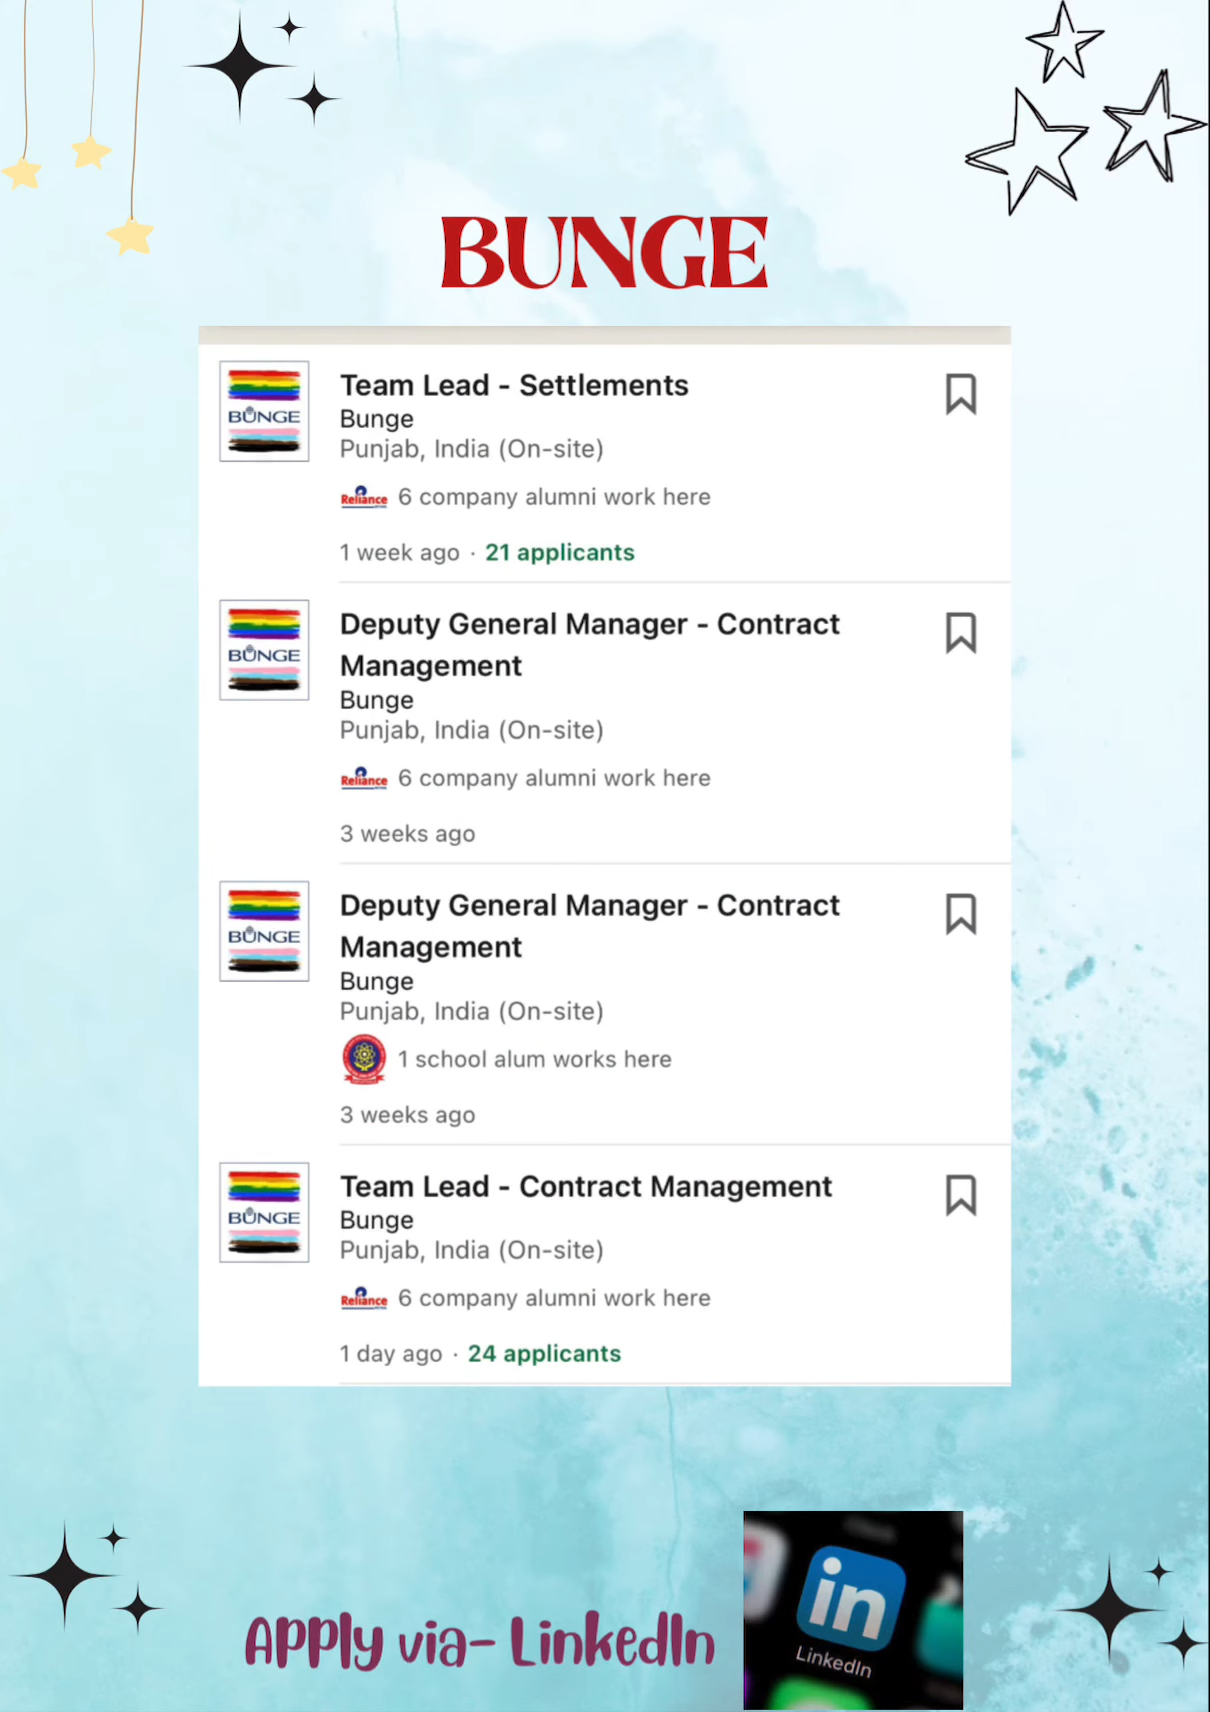 BUNGE
BUNGE
Team Lead - Settlements
Bunge
Punjab, India (On-site)
Reliance 6 company alumni work here
1 week ago · 21 applicants
BUNGE
Deputy General Manager - Contract
Management
Bunge
Punjab, India (On-site)
Reliance 6 company alumni work here
3 weeks ago
BUNGE
Deputy General Manager - Contract
Management
Bunge
Punjab, India (On-site)
1 school alum works here
3 weeks ago
BUNGE
Team Lead - Contract Management
Bunge
Punjab, India (On-site)
Reliance 6 company alumni work here
1 day ago · 24 applicants
Apply via- LinkedIn
in
LinkedIn